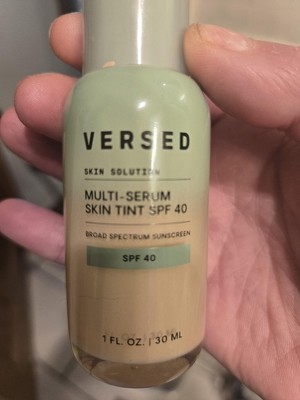 VERSED
SKIN SOLUTION
MULTI-SERUM
SKIN TINT SPF 40
BROAD SPECTRUM SUNSCREEN
SPF 40
1 FL. OZ. | 30 ML